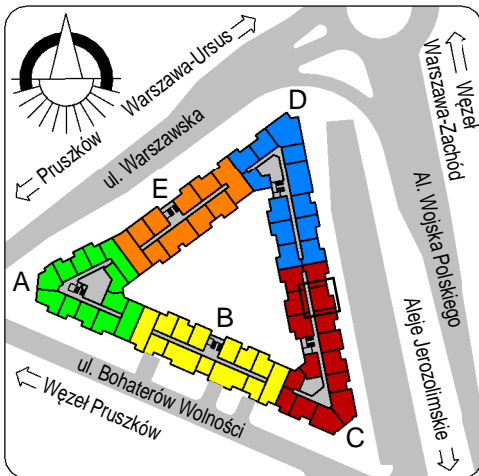 Warszawa-Ursus
Pruszków
ul. Warszawska
Węzeł
Warszawa-Zachód
Al. Wojska Polskiego
Aleje Jerozolimskie
D
E
A
B
C
ul. Bohaterów Wolności
Węzeł Pruszków